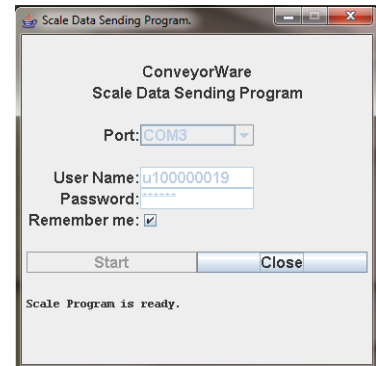 Scale Data Sending Program.
ConveyorWare
Scale Data Sending Program
Port: COM3
User Name: u100000019
Password: ******
Remember me:
Start Close
Scale Program is ready.